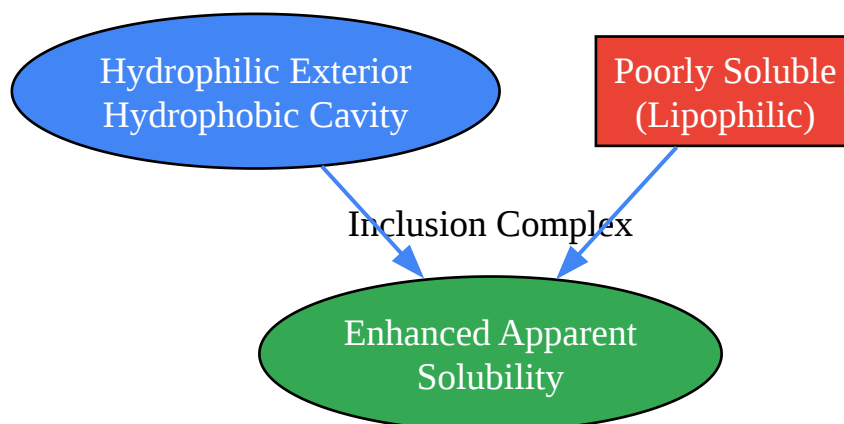 Hydrophilic Exterior
Hydrophobic Cavity
Poorly Soluble
(Lipophilic)
Inclusion Complex
Enhanced Apparent
Solubility